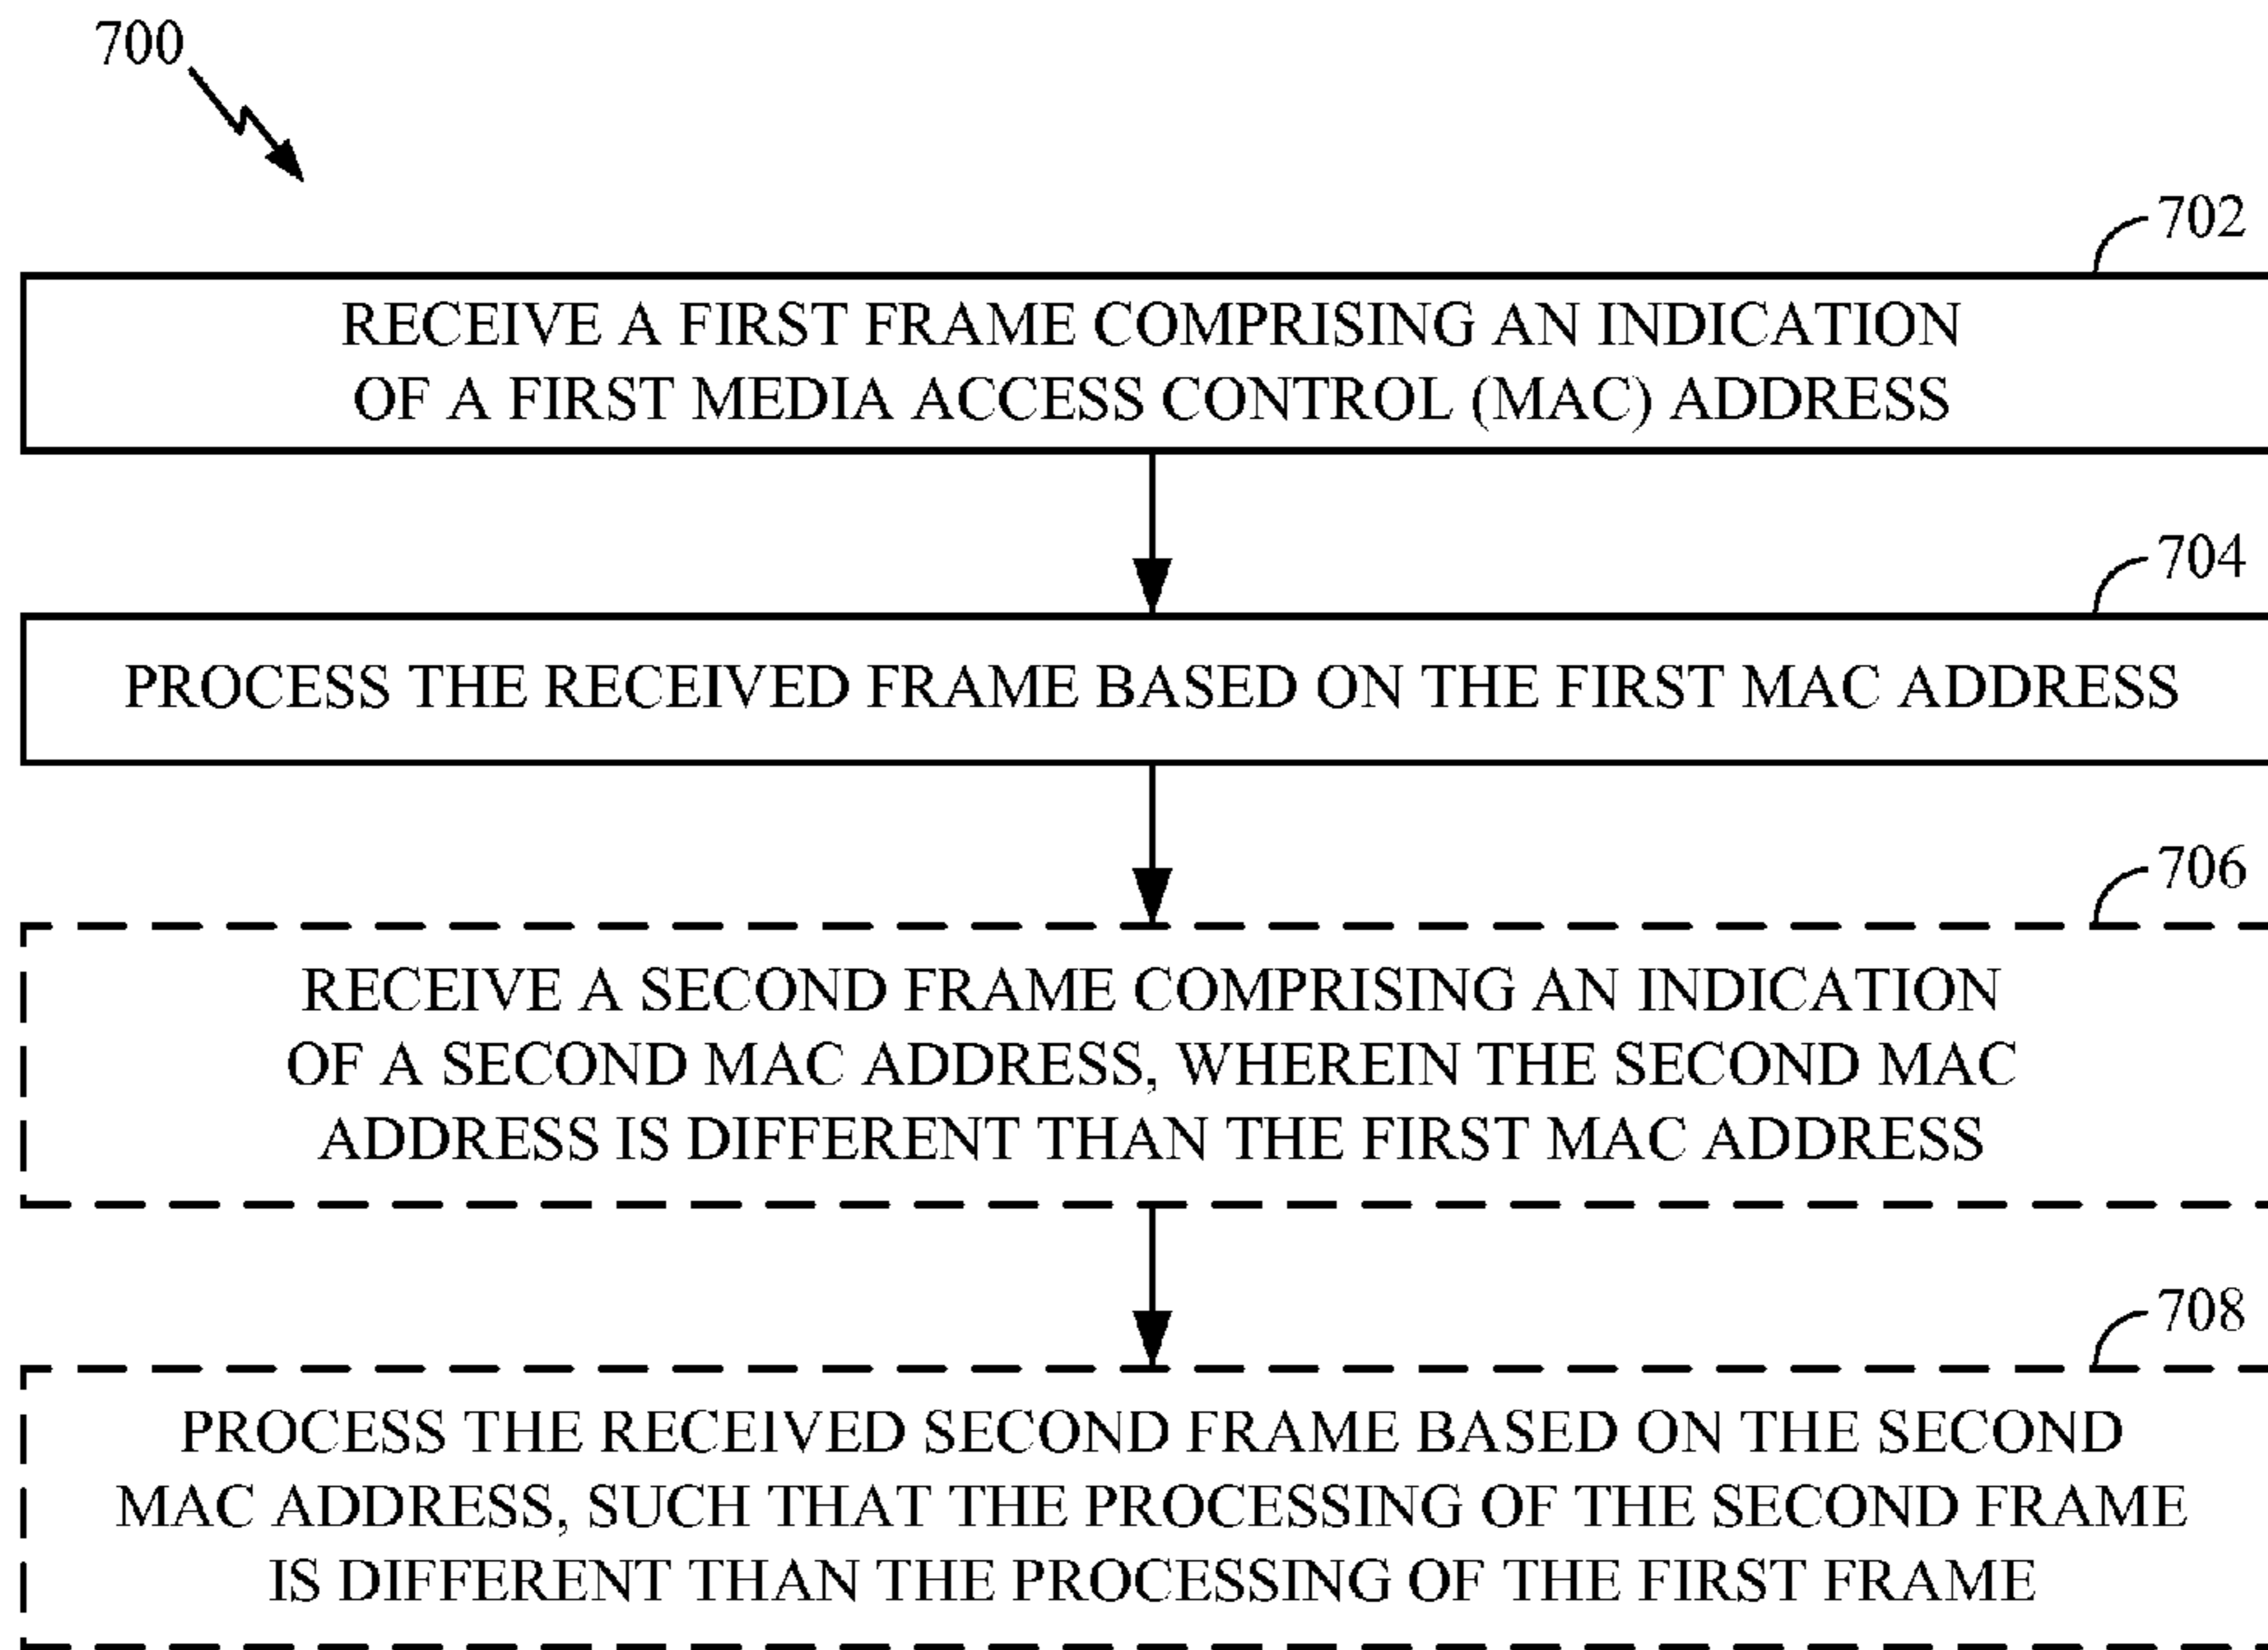 700
702
RECEIVE A FIRST FRAME COMPRISING AN INDICATION
OF A FIRST MEDIA ACCESS CONTROL (MAC) ADDRESS
704
PROCESS THE RECEIVED FRAME BASED ON THE FIRST MAC ADDRESS
706
RECEIVE A SECOND FRAME COMPRISING AN INDICATION
OF A SECOND MAC ADDRESS, WHEREIN THE SECOND MAC
ADDRESS IS DIFFERENT THAN THE FIRST MAC ADDRESS
708
PROCESS THE RECEIVED SECOND FRAME BASED ON THE SECOND
MAC ADDRESS, SUCH THAT THE PROCESSING OF THE SECOND FRAME
IS DIFFERENT THAN THE PROCESSING OF THE FIRST FRAME